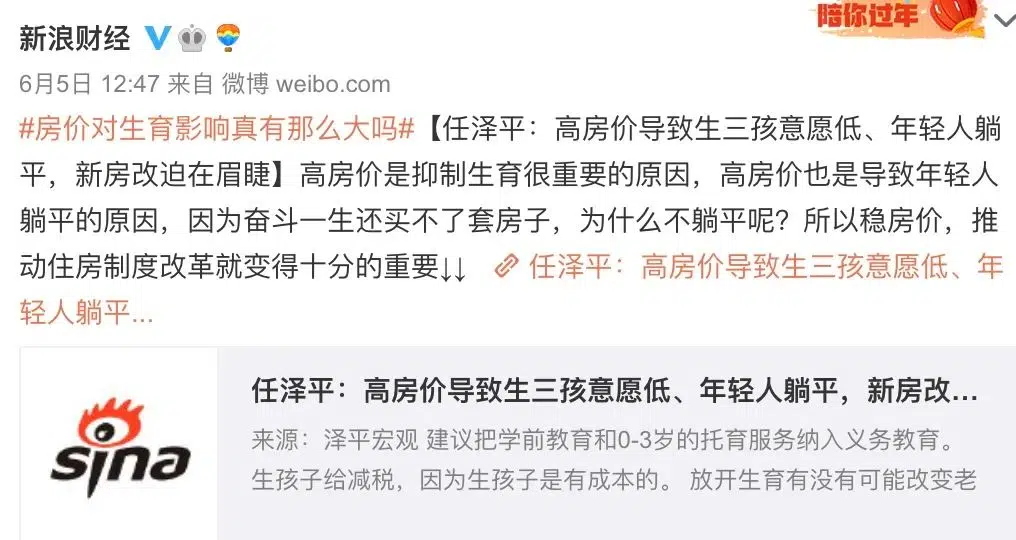 陪你过年
新浪财经
6月5日 12:47 来自 微博 weibo.com
#房价对生育影响真有那么大吗#【任泽平：高房价导致生三孩意愿低、年轻人躺
平，新房改迫在眉睫】高房价是抑制生育很重要的原因，高房价也是导致年轻人
躺平的原因，因为奋斗一生还买不了套房子，为什么不躺平呢？所以稳房价，推
动住房制度改革就变得十分的重要↓↓ 任泽平：高房价导致生三孩意愿低、年
轻人躺平...
任泽平：高房价导致生三孩意愿低、年轻人躺平，新房改...
来源：泽平宏观 建议把学前教育和0-3岁的托育服务纳入义务教育。
生孩子给减税，因为生孩子是有成本的。 放开生育有没有可能改变老
sina